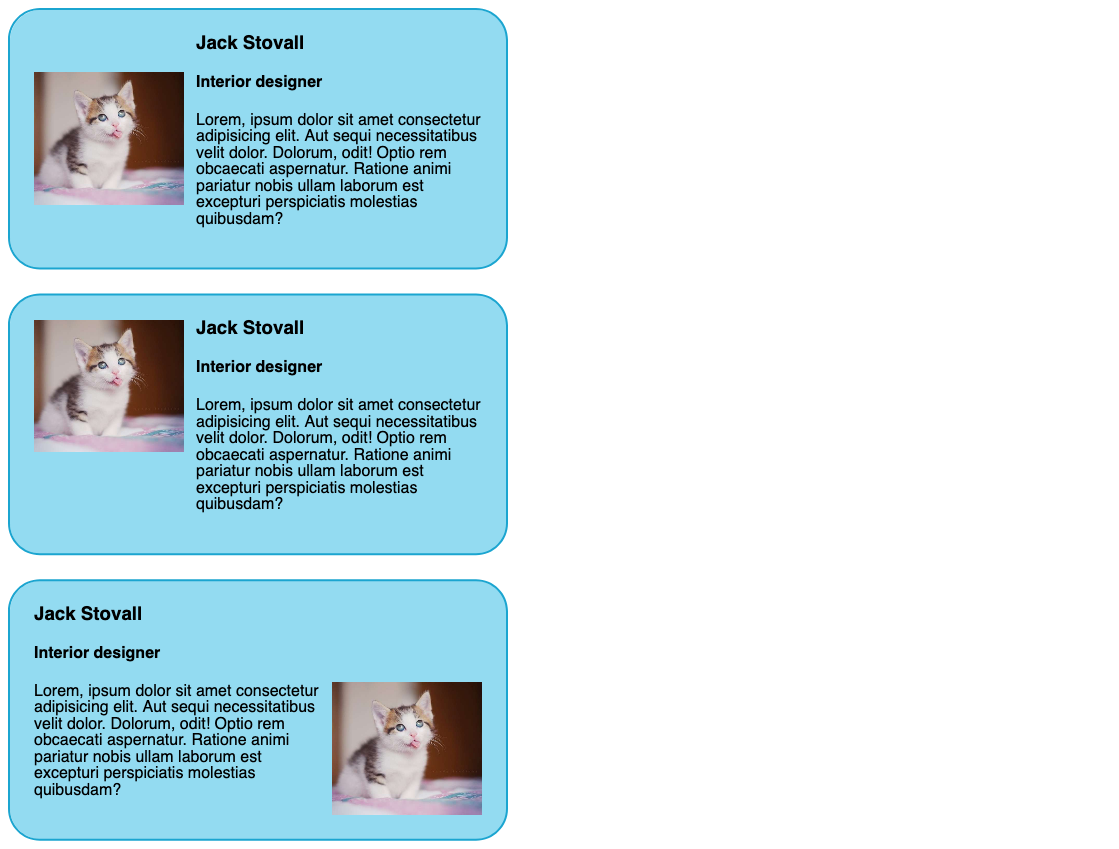 Jack Stovall
Interior designer
Lorem, ipsum dolor sit amet consectetur
adipisicing elit. Aut sequi necessitatibus
velit dolor. Dolorum, odit! Optio rem
obcaecati aspernatur. Ratione animi
pariatur nobis ullam laborum est
excepturi perspiciatis molestias
quibusdam?
Jack Stovall
Interior designer
Lorem, ipsum dolor sit amet consectetur
adipisicing elit. Aut sequi necessitatibus
velit dolor. Dolorum, odit! Optio rem
obcaecati aspernatur. Ratione animi
pariatur nobis ullam laborum est
excepturi perspiciatis molestias
quibusdam?
Jack Stovall
Interior designer
Lorem, ipsum dolor sit amet consectetur
adipisicing elit. Aut sequi necessitatibus
velit dolor. Dolorum, odit! Optio rem
obcaecati aspernatur. Ratione animi
pariatur nobis ullam laborum est
excepturi perspiciatis molestias
quibusdam?